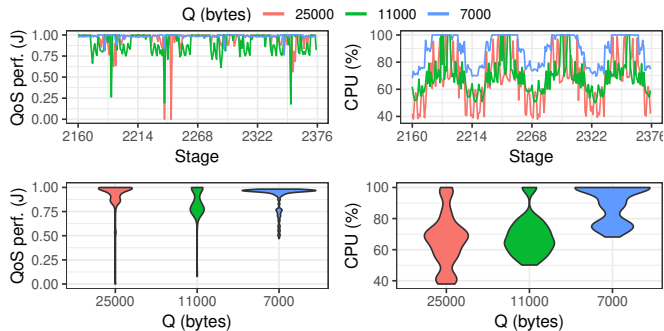 Q (bytes) 25000 11000 7000
QoS perf. (J)
1.00
0.75
0.50
0.25
0.00
2160 2214 2268 2322 2376
Stage
CPU (%)
100
80
60
40
2160 2214 2268 2322 2376
Stage
QoS perf. (J)
1.00
0.75
0.50
0.25
0.00
25000 11000 7000
Q (bytes)
CPU (%)
100
80
60
40
25000 11000 7000
Q (bytes)